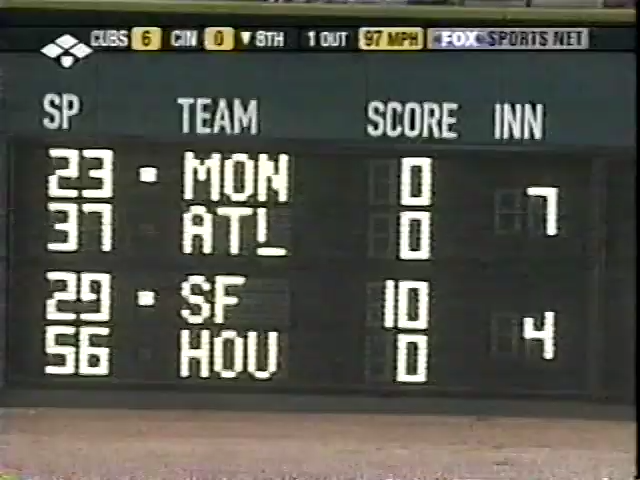 CUBS 6 CIN 0 ▼8TH 1 OUT 97 MPH FOX SPORTS NET
SP TEAM SCORE INN
23 MON 0 7
37 ATL 0
29 SF 10 4
56 HOU 0